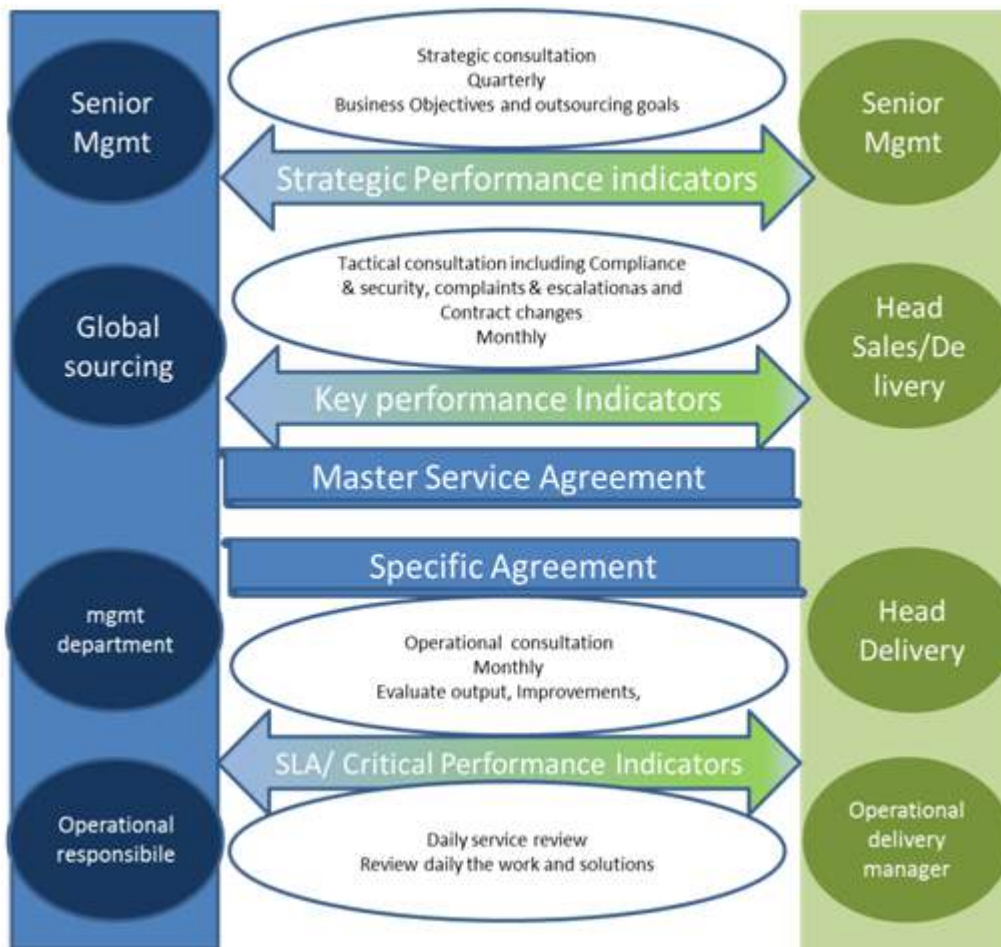 Strategic consultation
Quarterly
Business Objectives and outsourcing goals
Senior
Mgmt
Strategic Performance indicators
Senior
Mgmt
Tactical consultation including Compliance
& security, complaints & escalationas and
Contract changes
Monthly
Global
sourcing
Key performance Indicators
Head
Sales/De
livery
Master Service Agreement
Specific Agreement
mgmt
department
Operational consultation
Monthly
Evaluate output, Improvements,
Head
Delivery
SLA/ Critical Performance Indicators
Operational
responsibile
Daily service review
Review daily the work and solutions
Operational
delivery
manager